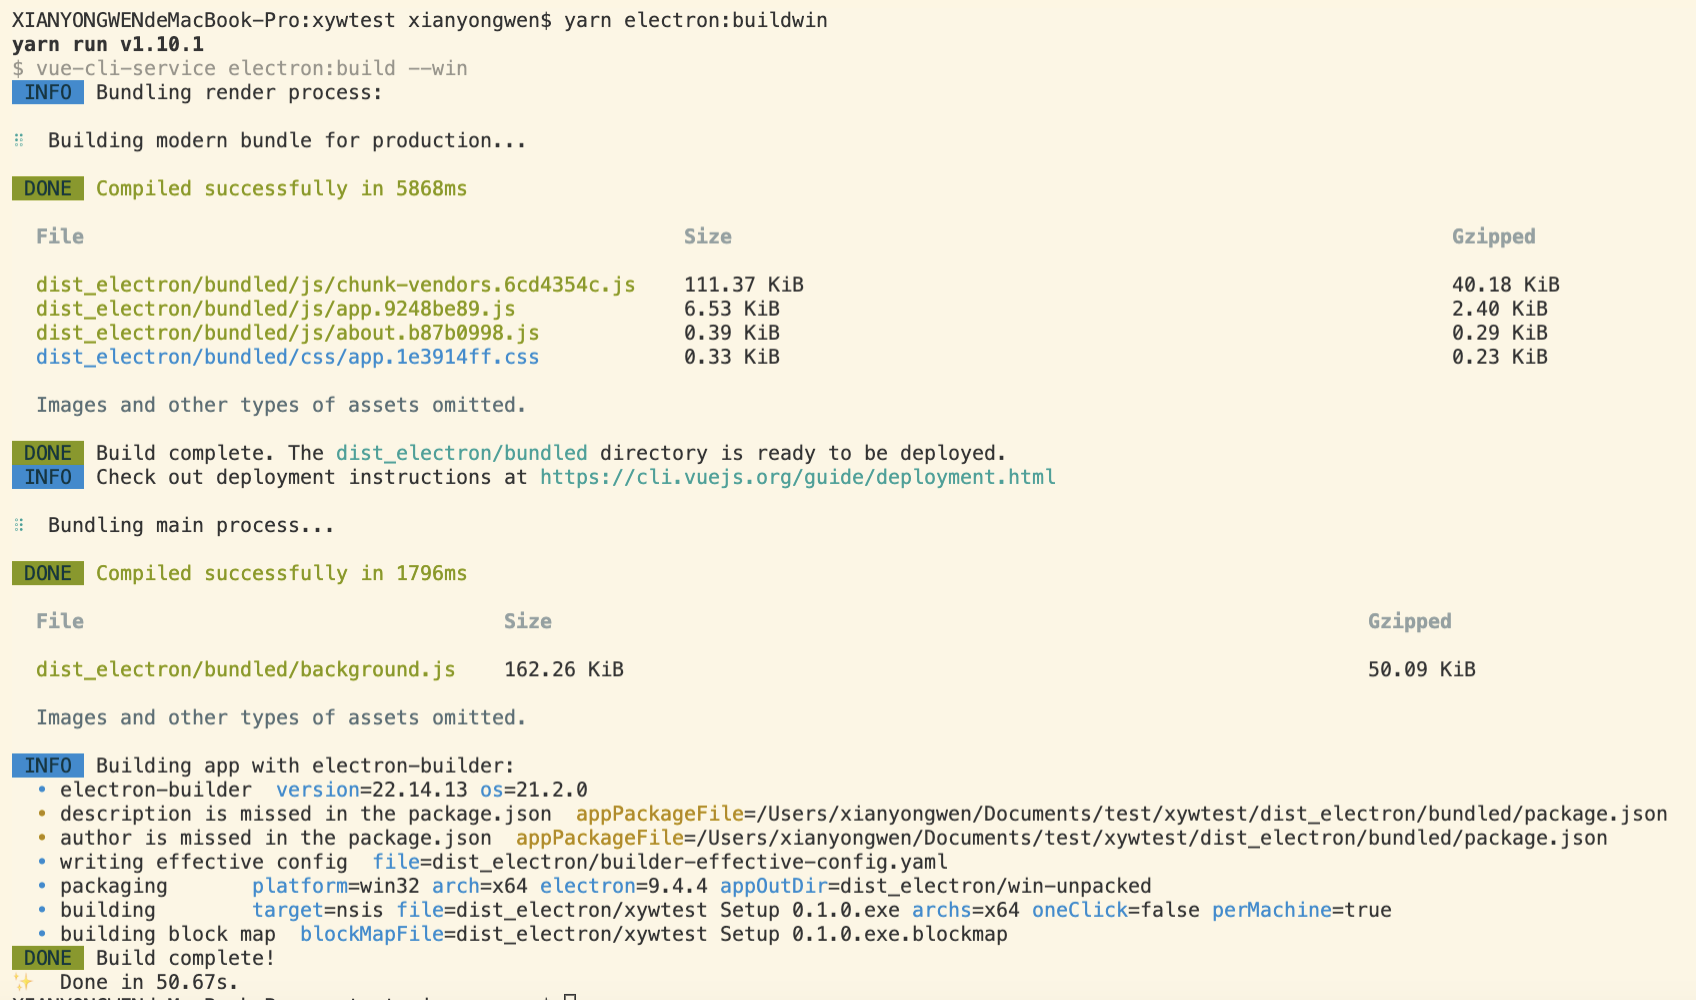 XIANYONGWENdeMacBook-Pro:xywtest xianyongwen$ yarn electron:buildwin
yarn run v1.10.1
$ vue-cli-service electron:build --win
INFO Bundling render process:
Building modern bundle for production...
DONE Compiled successfully in 5868ms
File Size Gzipped
dist_electron/bundled/js/chunk-vendors.6cd4354c.js 111.37 KiB 40.18 KiB
dist_electron/bundled/js/app.9248be89.js 6.53 KiB 2.40 KiB
dist_electron/bundled/js/about.b87b0998.js 0.39 KiB 0.29 KiB
dist_electron/bundled/css/app.1e3914ff.css 0.33 KiB 0.23 KiB
Images and other types of assets omitted.
DONE Build complete. The dist_electron/bundled directory is ready to be deployed.
INFO Check out deployment instructions at https://cli.vuejs.org/guide/deployment.html
Bundling main process...
DONE Compiled successfully in 1796ms
File Size Gzipped
dist_electron/bundled/background.js 162.26 KiB 50.09 KiB
Images and other types of assets omitted.
INFO Building app with electron-builder:
• electron-builder version=22.14.13 os=21.2.0
• description is missed in the package.json appPackageFile=/Users/xianyongwen/Documents/test/xywtest/dist_electron/bundled/package.json
• author is missed in the package.json appPackageFile=/Users/xianyongwen/Documents/test/xywtest/dist_electron/bundled/package.json
• writing effective config file=dist_electron/builder-effective-config.yaml
• packaging platform=win32 arch=x64 electron=9.4.4 appOutDir=dist_electron/win-unpacked
• building target=nsis file=dist_electron/xywtest Setup 0.1.0.exe archs=x64 oneClick=false perMachine=true
• building block map blockMapFile=dist_electron/xywtest Setup 0.1.0.exe.blockmap
DONE Build complete!
✨ Done in 50.67s.